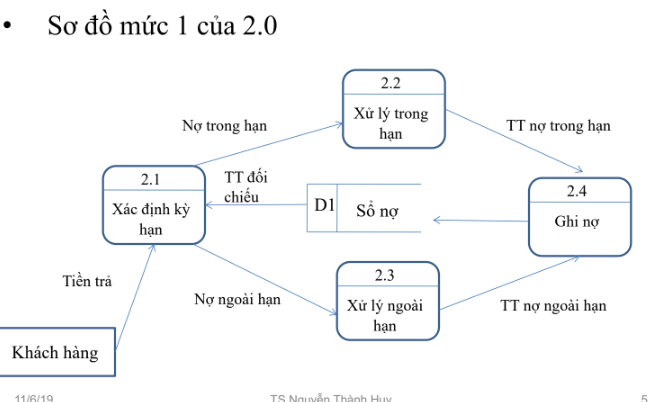 • Sơ đồ mức 1 của 2.0
2.2
Xử lý trong
hạn
Nợ trong hạn
TT nợ trong hạn
2.1
Xác định kỳ
hạn
TT đối
chiếu
D1
Sổ nợ
2.4
Ghi nợ
Tiền trả
Nợ ngoài hạn
2.3
Xử lý ngoài
hạn
TT nợ ngoài hạn
Khách hàng
11/6/19
TS Nguyễn Thành Huy
5